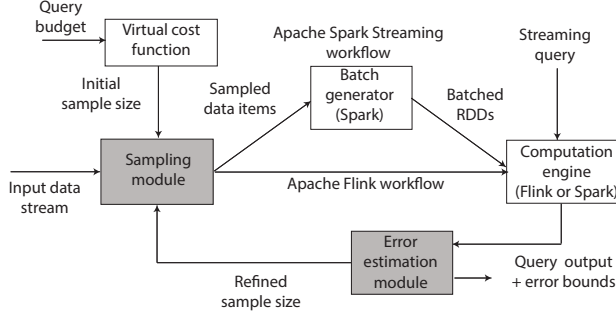 Query
budget
Virtual cost
function
Initial
sample size
Apache Spark Streaming
workflow
Sampled
data items
Batch
generator
(Spark)
Batched
RDDs
Streaming
query
Input data
stream
Sampling
module
Apache Flink workflow
Computation
engine
(Flink or Spark)
Refined
sample size
Error
estimation
module
Query output
+ error bounds